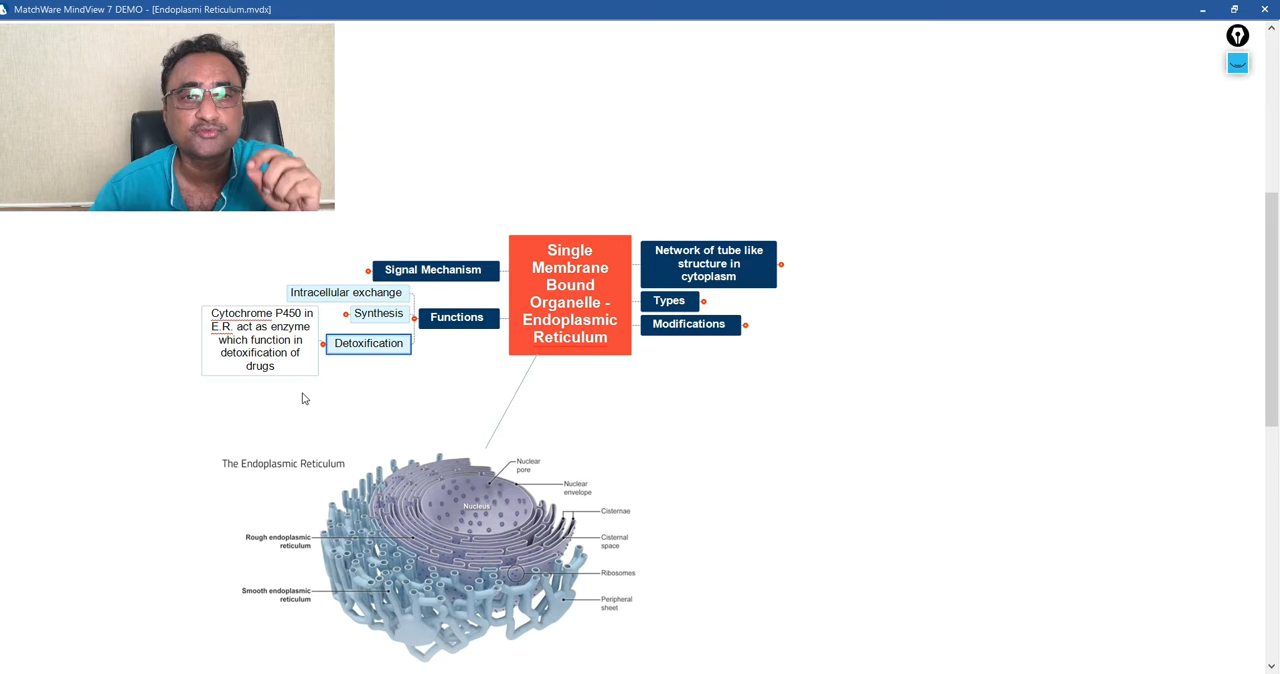 MatchWare MindView 7 DEMO - [Endoplasmi Reticulum.mvdx]
Signal Mechanism
Intracellular exchange
Synthesis
Functions
Detoxification
Cytochrome P450 in
E.R. act as enzyme
which function in
detoxification of
drugs
Single
Membrane
Bound
Organelle -
Endoplasmic
Reticulum
Network of tube like
structure in
cytoplasm
Types
Modifications
The Endoplasmic Reticulum
Nuclear
pore
Nuclear
envelope
Nucleus
Cisternae
Rough endoplasmic
reticulum
Cisternal
space
Ribosomes
Smooth endoplasmic
reticulum
Peripheral
sheet